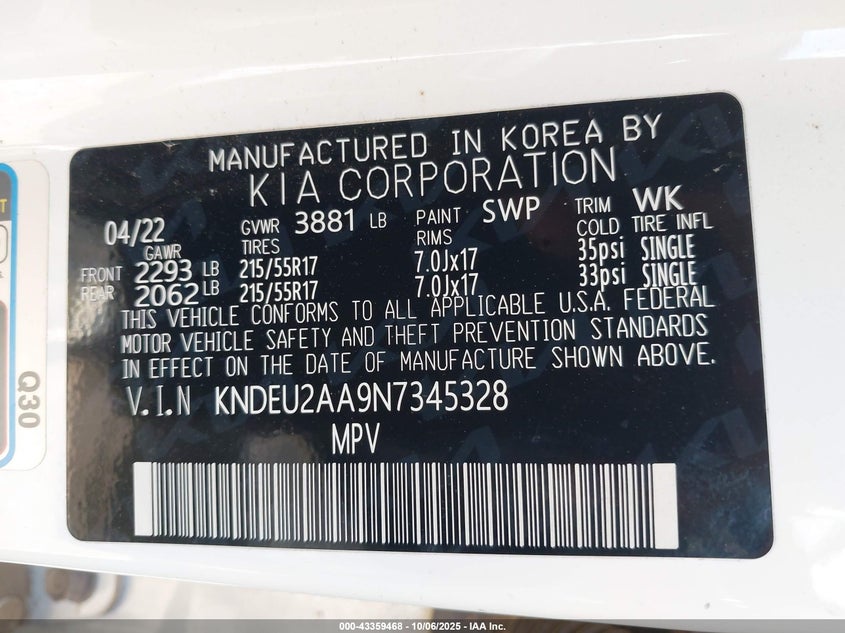 MANUFACTURED IN KOREA BY
KIA CORPORATION
04/22 GVWR 3881 LB PAINT SWP TRIM WK
GAWR TIRES RIMS COLD TIRE INFL
FRONT 2293 LB 215/55R17 7.0Jx17 35psi SINGLE
REAR 2062 LB 215/55R17 7.0Jx17 33psi SINGLE
THIS VEHICLE CONFORMS TO ALL APPLICABLE U.S.A. FEDERAL
MOTOR VEHICLE SAFETY AND THEFT PREVENTION STANDARDS
IN EFFECT ON THE DATE OF MANUFACTURE SHOWN ABOVE.
V.I.N KNDEU2AA9N7345328
MPV
Q30
000-43359468 - 10/06/2025 - IAA Inc.